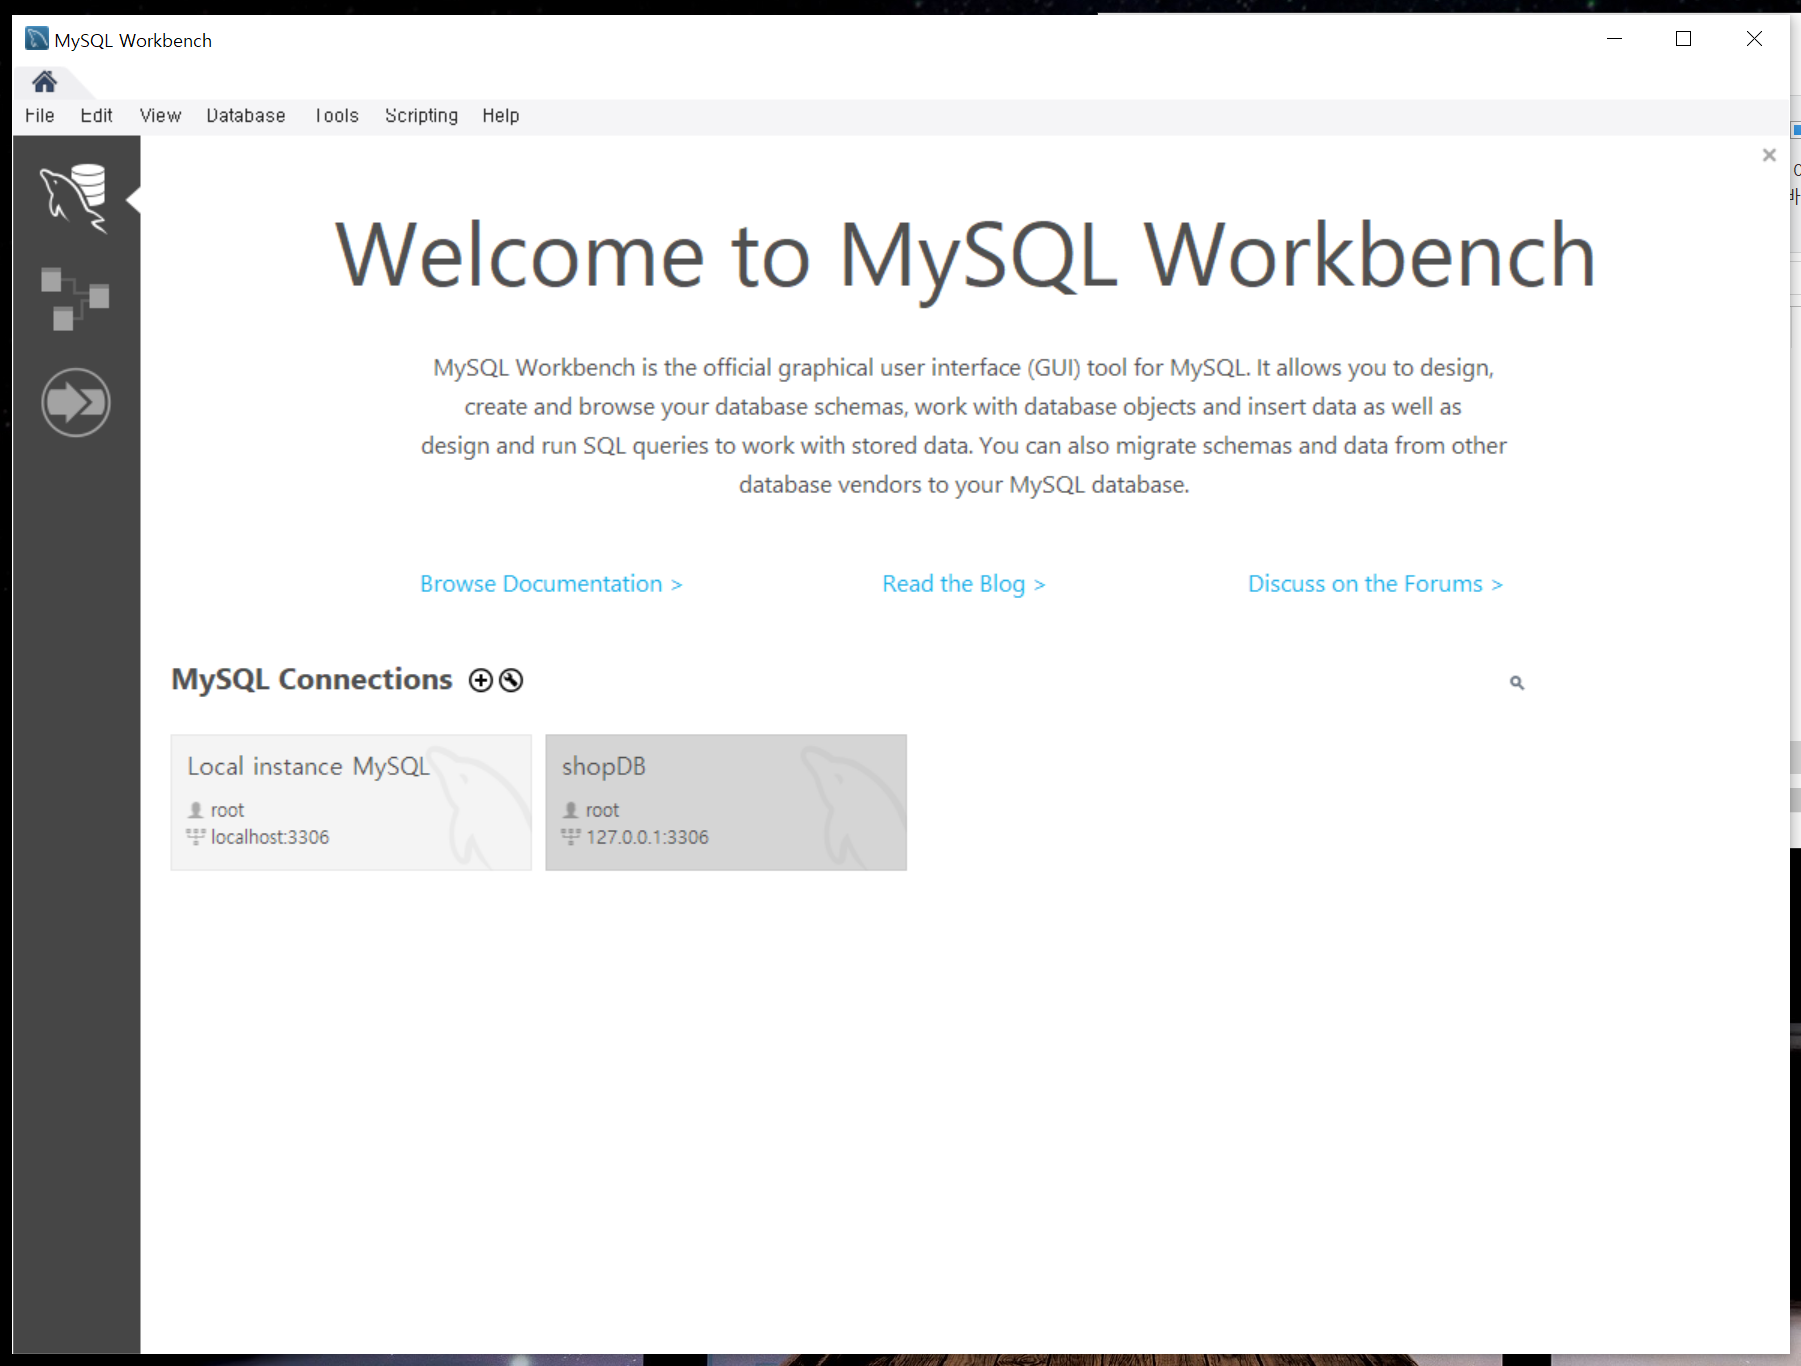 MySQL Workbench
File Edit View Database Tools Scripting Help
Welcome to MySQL Workbench
MySQL Workbench is the official graphical user interface (GUI) tool for MySQL. It allows you to design,
create and browse your database schemas, work with database objects and insert data as well as
design and run SQL queries to work with stored data. You can also migrate schemas and data from other
database vendors to your MySQL database.
Browse Documentation > Read the Blog > Discuss on the Forums >
MySQL Connections
Local instance MySQL
root
localhost:3306
shopDB
root
127.0.0.1:3306